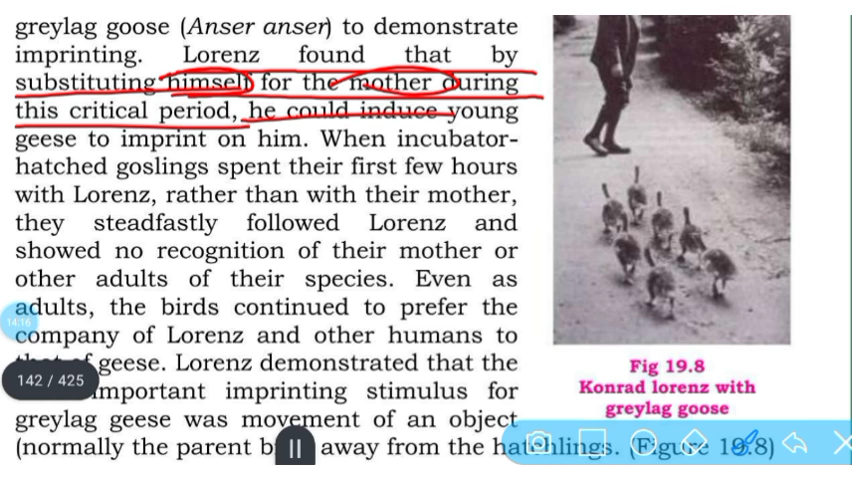 greylag goose (Anser anser) to demonstrate
imprinting. Lorenz found that by
substituting himself for the mother during
this critical period, he could induce young
geese to imprint on him. When incubator-
hatched goslings spent their first few hours
with Lorenz, rather than with their mother,
they steadfastly followed Lorenz and
showed no recognition of their mother or
other adults of their species. Even as
adults, the birds continued to prefer the
company of Lorenz and other humans to
that of geese. Lorenz demonstrated that the
important imprinting stimulus for
greylag geese was movement of an object
(normally the parent away from the hatchlings. (Figure 19.8)
14:16
142 / 425
Fig 19.8
Konrad lorenz with
greylag goose